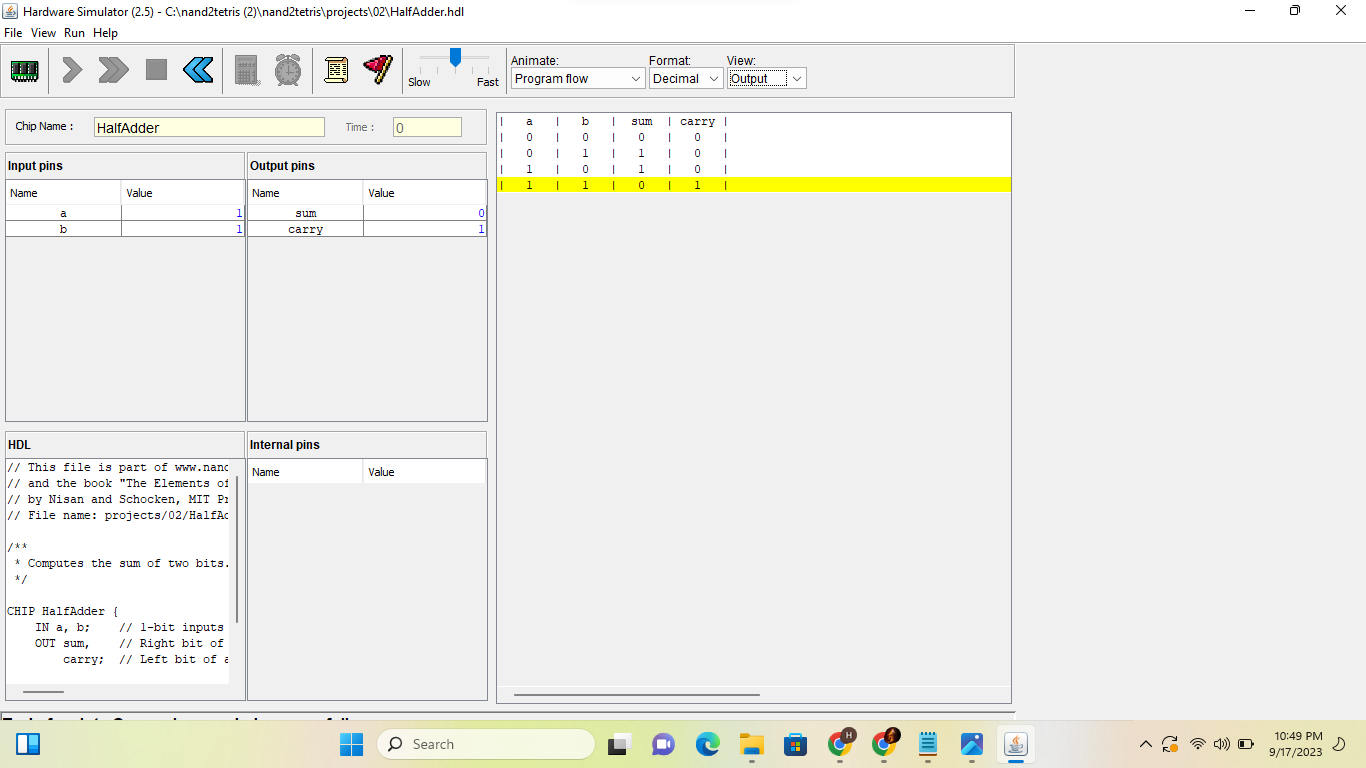 Hardware Simulator (2.5) - C:\nand2tetris (2)\nand2tetris\projects\02\HalfAdder.hdl
File View Run Help
Slow Fast
Animate: Format: View:
Program flow Decimal Output
Chip Name : HalfAdder Time : 0
Input pins Output pins
Name Value Name Value
a 1 sum 0
b 1 carry 1
| a | b | sum | carry |
| 0 | 0 | 0 | 0 |
| 0 | 1 | 1 | 0 |
| 1 | 0 | 1 | 0 |
| 1 | 1 | 0 | 1 |
HDL Internal pins
Name Value
// This file is part of www.nand
// and the book "The Elements of
// by Nisan and Schocken, MIT Pr
// File name: projects/02/HalfAd
/**
* Computes the sum of two bits.
*/
CHIP HalfAdder {
IN a, b; // 1-bit inputs
OUT sum, // Right bit of
carry; // Left bit of a
Search
H
10:49 PM
9/17/2023